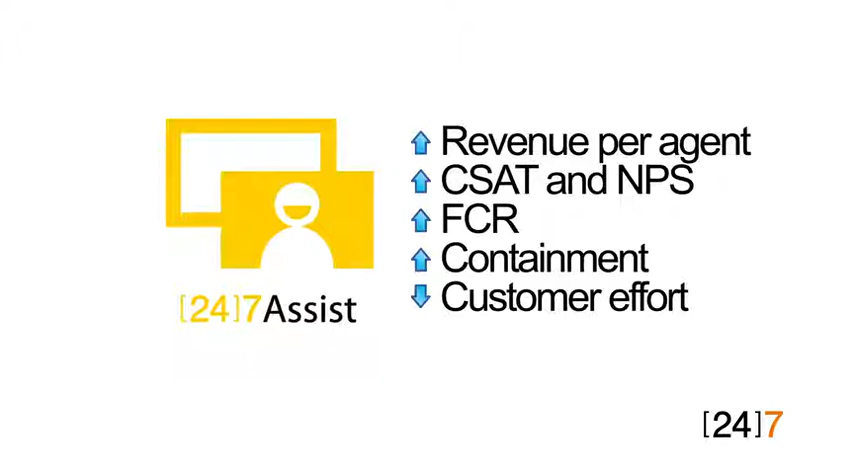 Revenue per agent
CSAT and NPS
FCR
Containment
Customer effort
[24]7Assist
[24]7